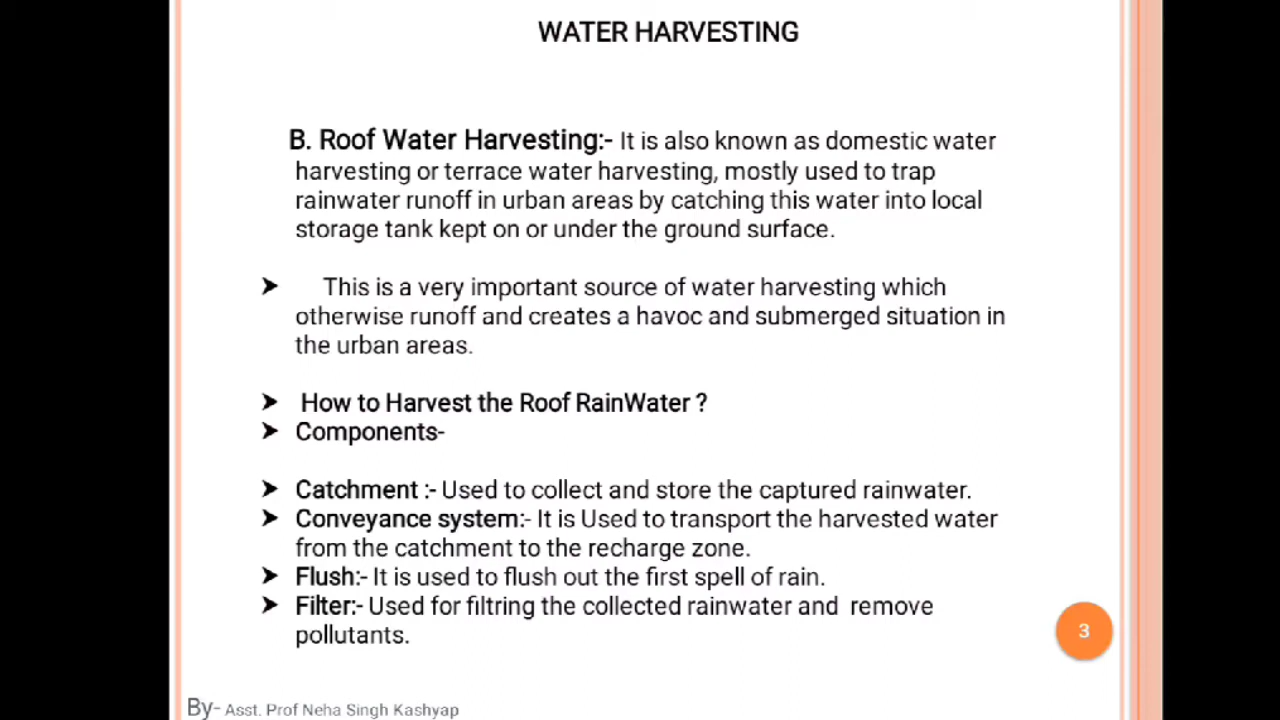 WATER HARVESTING
B. Roof Water Harvesting:- It is also known as domestic water
harvesting or terrace water harvesting, mostly used to trap
rainwater runoff in urban areas by catching this water into local
storage tank kept on or under the ground surface.
➤ This is a very important source of water harvesting which
otherwise runoff and creates a havoc and submerged situation in
the urban areas.
➤ How to Harvest the Roof RainWater ?
➤ Components-
➤ Catchment :- Used to collect and store the captured rainwater.
➤ Conveyance system:- It is Used to transport the harvested water
from the catchment to the recharge zone.
➤ Flush:- It is used to flush out the first spell of rain.
➤ Filter:- Used for filtring the collected rainwater and remove
pollutants.
3
By- Asst. Prof Neha Singh Kashyap